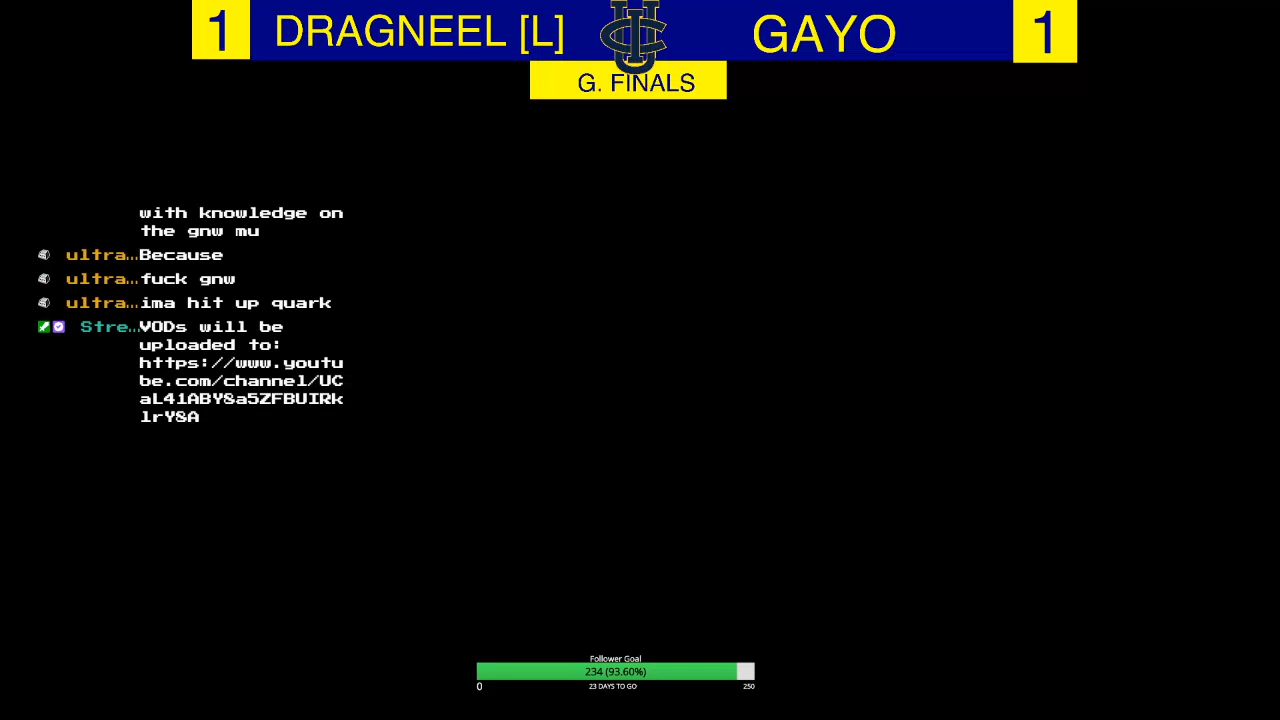 1 DRAGNEEL [L] UCI GAYO 1
G. FINALS
with knowledge on
the gnw mu
ultra... Because
ultra... fuck gnw
ultra... ima hit up quark
Stre... VODs will be
uploaded to:
https://www.youtu
be.com/channel/UC
aL41ABY8a5ZFBUIRk
lrY8A
Follower Goal
234 (93.60%)
0 23 DAYS TO GO 250